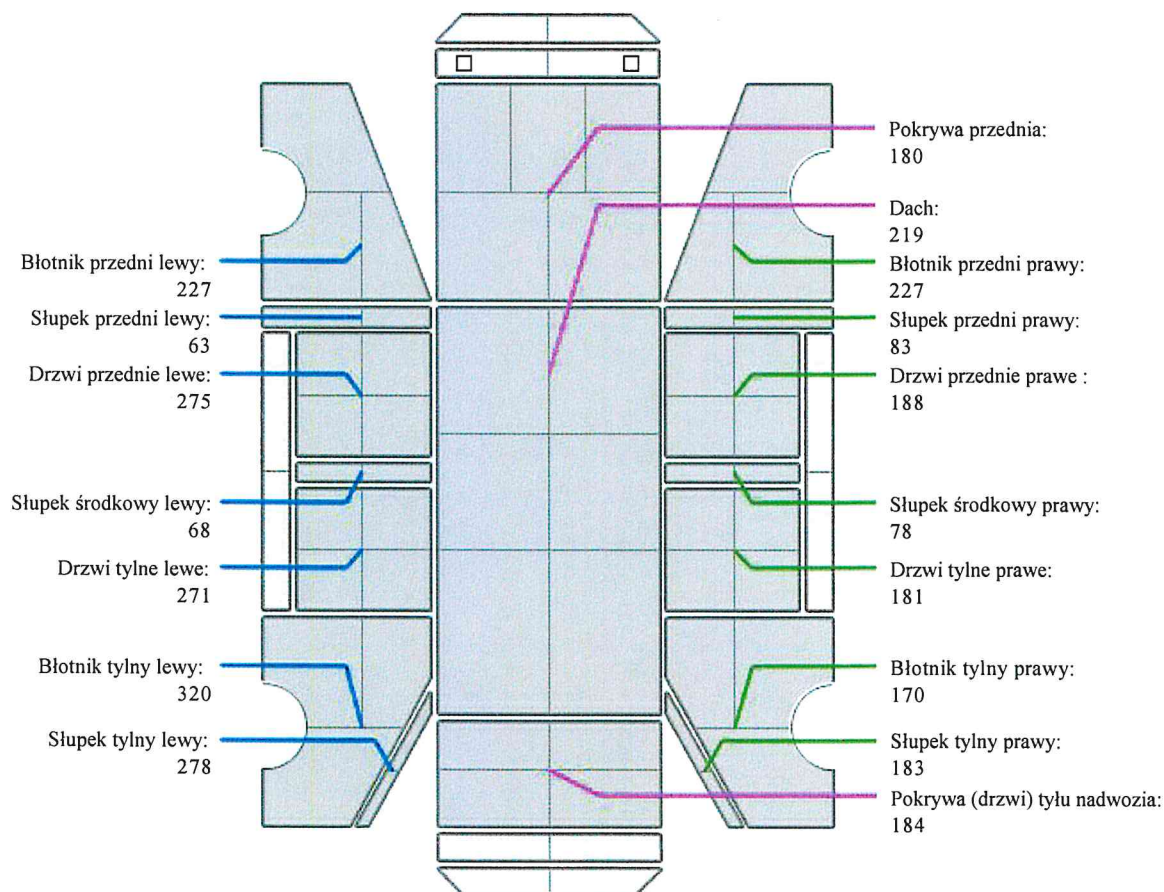 Błotnik przedni lewy:
227
Słupek przedni lewy:
63
Drzwi przednie lewe:
275
Słupek środkowy lewy:
68
Drzwi tylne lewe:
271
Błotnik tylny lewy:
320
Słupek tylny lewy:
278
Pokrywa przednia:
180
Dach:
219
Błotnik przedni prawy:
227
Słupek przedni prawy:
83
Drzwi przednie prawe :
188
Słupek środkowy prawy:
78
Drzwi tylne prawe:
181
Błotnik tylny prawy:
170
Słupek tylny prawy:
183
Pokrywa (drzwi) tyłu nadwozia:
184